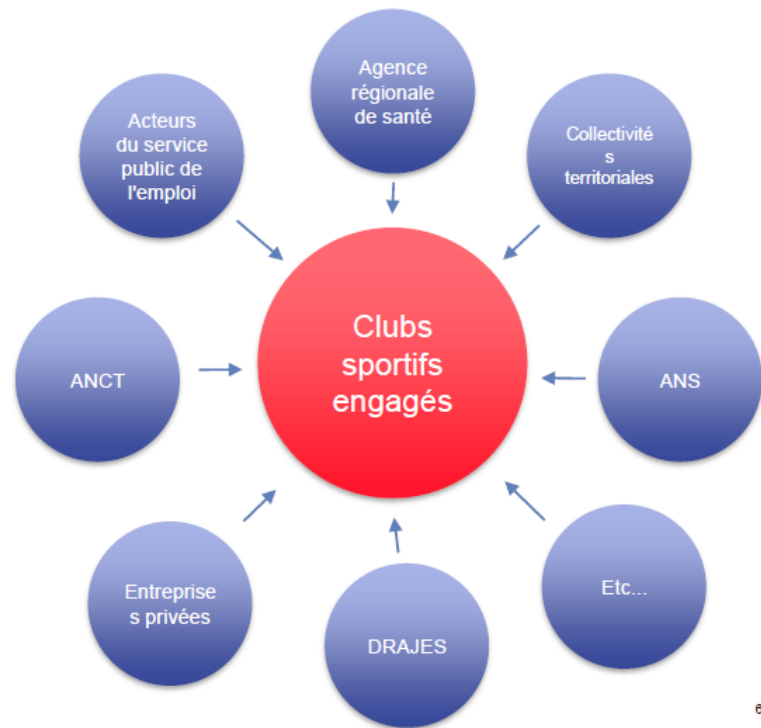 Agence
régionale
de santé
Acteurs
du service
public de
l'emploi
Collectivité
s
territoriales
Clubs
sportifs
engagés
ANCT
ANS
Entreprise
s privées
Etc...
DRAJES
6